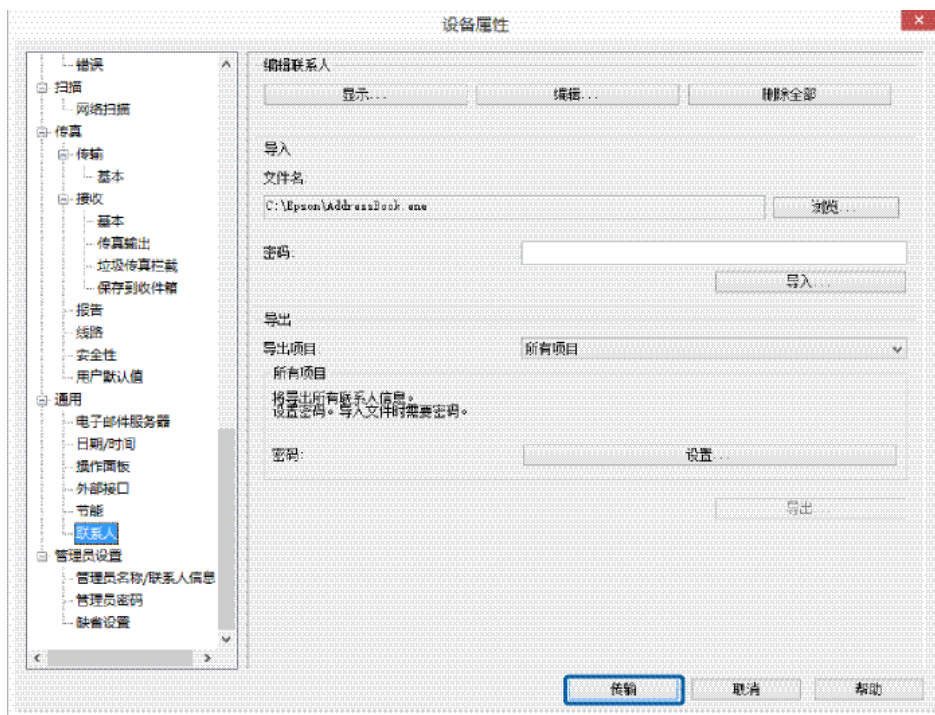 设备属性
错误
扫描
网络扫描
传真
传输
基本
接收
基本
传真输出
垃圾传真拦截
保存到收件箱
报告
线路
安全性
用户默认值
通用
电子邮件服务器
日期/时间
操作面板
外部接口
节能
联系人
管理员设置
管理员名称/联系人信息
管理员密码
缺省设置
编辑联系人
显示... 编辑... 删除全部
导入
文件名
C:\Epson\AddressBook.ene 浏览...
密码:
导入...
导出
导出项目 所有项目
所有项目
将导出所有联系人信息。
设置密码。导入文件时需要密码。
密码: 设置...
导出...
传输 取消 帮助